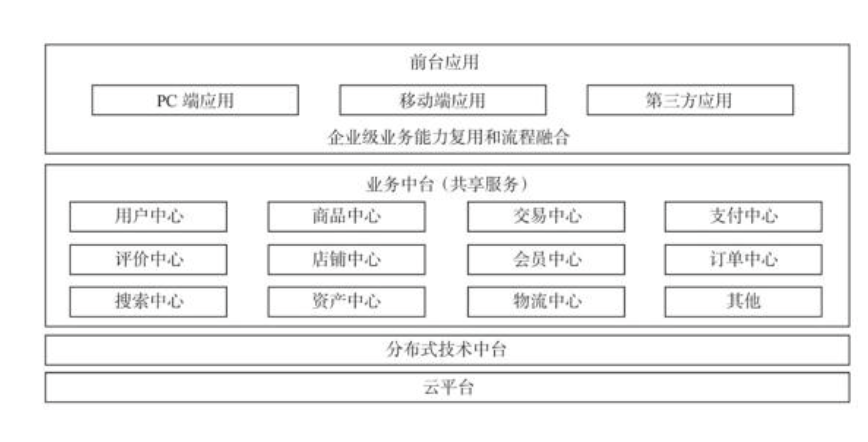 前台应用
PC 端应用 移动端应用 第三方应用
企业级业务能力复用和流程融合
业务中台（共享服务）
用户中心 商品中心 交易中心 支付中心
评价中心 店铺中心 会员中心 订单中心
搜索中心 资产中心 物流中心 其他
分布式技术中台
云平台